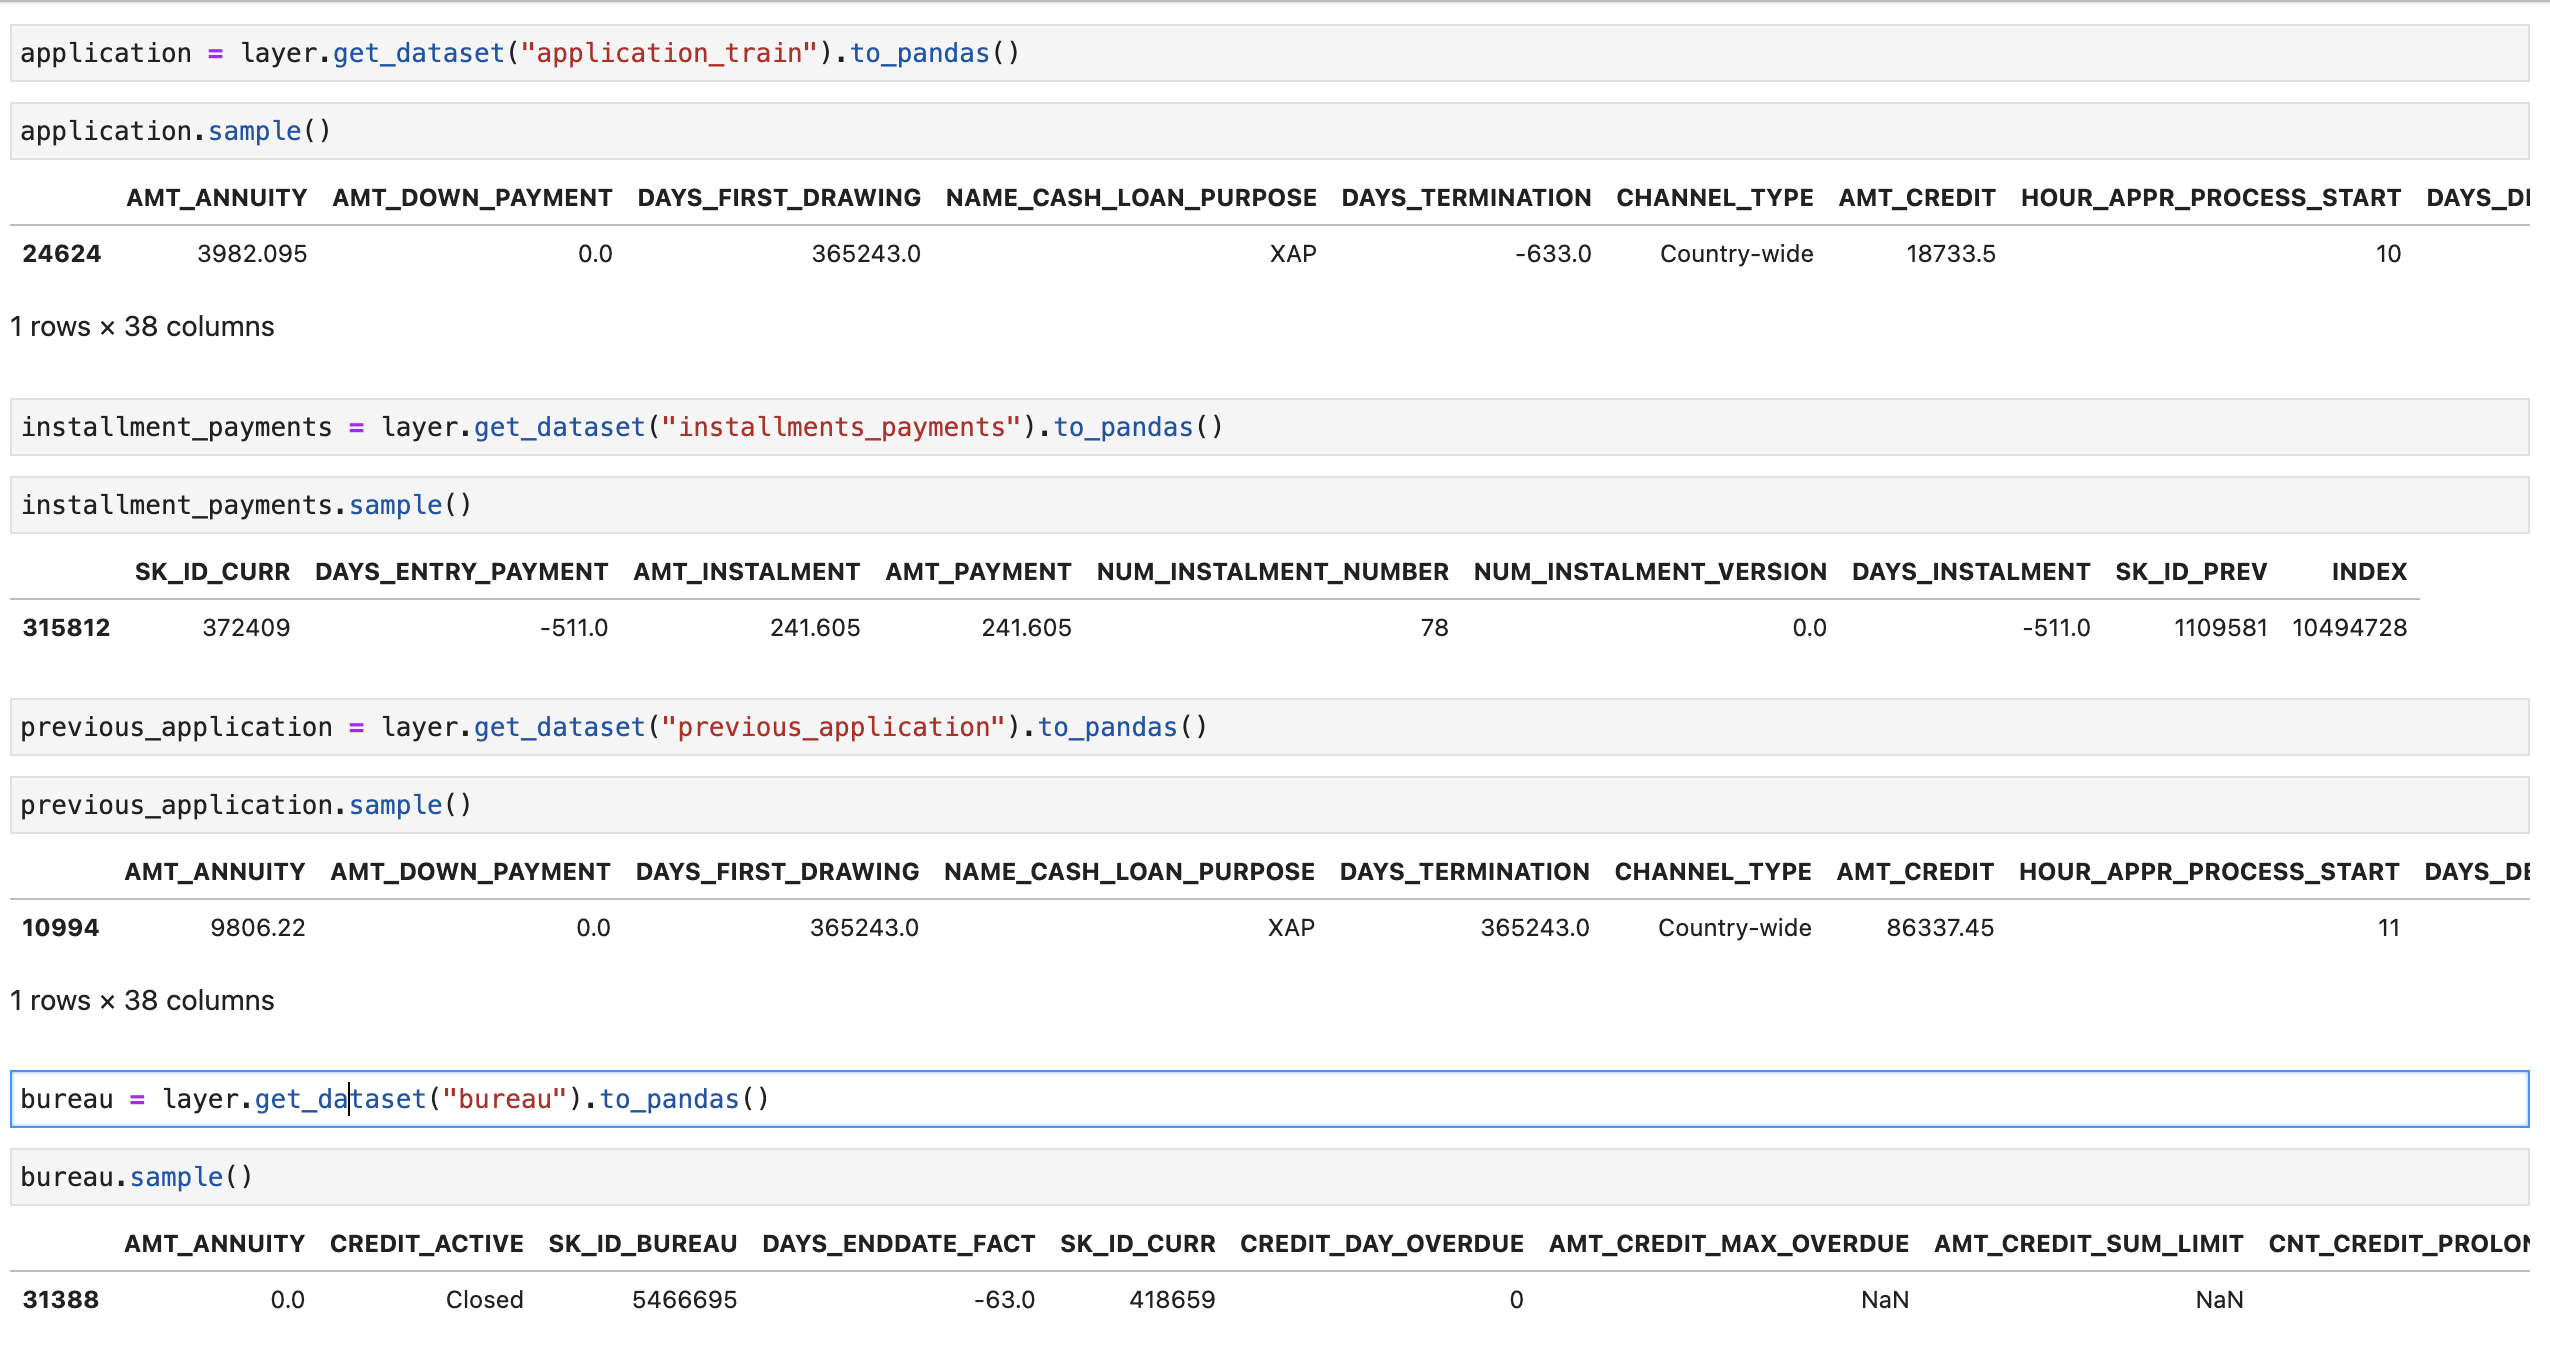 application = layer.get_dataset("application_train").to_pandas()
application.sample()
AMT_ANNUITY AMT_DOWN_PAYMENT DAYS_FIRST_DRAWING NAME_CASH_LOAN_PURPOSE DAYS_TERMINATION CHANNEL_TYPE AMT_CREDIT HOUR_APPR_PROCESS_START
24624 3982.095 0.0 365243.0 XAP -633.0 Country-wide 18733.5 10
1 rows × 38 columns
installment_payments = layer.get_dataset("installments_payments").to_pandas()
installment_payments.sample()
SK_ID_CURR DAYS_ENTRY_PAYMENT AMT_INSTALMENT AMT_PAYMENT NUM_INSTALMENT_NUMBER NUM_INSTALMENT_VERSION DAYS_INSTALMENT SK_ID_PREV INDEX
315812 372409 -511.0 241.605 241.605 78 0.0 -511.0 1109581 10494728
previous_application = layer.get_dataset("previous_application").to_pandas()
previous_application.sample()
AMT_ANNUITY AMT_DOWN_PAYMENT DAYS_FIRST_DRAWING NAME_CASH_LOAN_PURPOSE DAYS_TERMINATION CHANNEL_TYPE AMT_CREDIT HOUR_APPR_PROCESS_START
10994 9806.22 0.0 365243.0 XAP 365243.0 Country-wide 86337.45 11
1 rows × 38 columns
bureau = layer.get_dataset("bureau").to_pandas()
bureau.sample()
AMT_ANNUITY CREDIT_ACTIVE SK_ID_BUREAU DAYS_ENDDATE_FACT SK_ID_CURR CREDIT_DAY_OVERDUE AMT_CREDIT_MAX_OVERDUE AMT_CREDIT_SUM_LIMIT
31388 0.0 Closed 5466695 -63.0 418659 0 NaN NaN